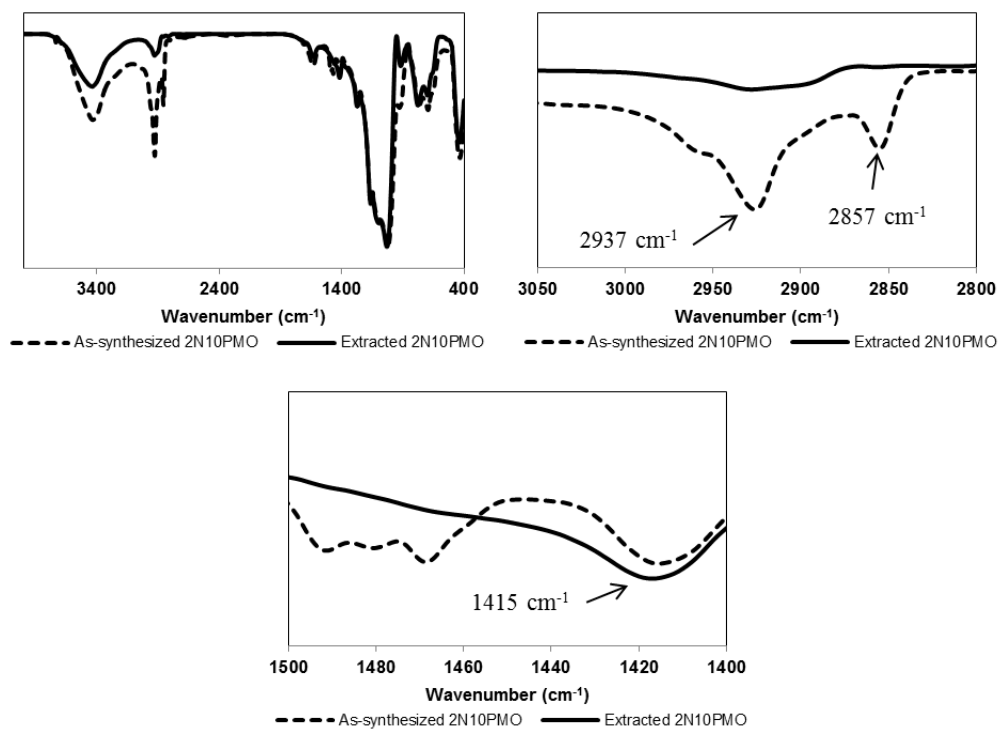 3400 2400 1400 400
Wavenumber (cm⁻¹)
As-synthesized 2N10PMO Extracted 2N10PMO
2937 cm⁻¹
2857 cm⁻¹
3050 3000 2950 2900 2850 2800
Wavenumber (cm⁻¹)
As-synthesized 2N10PMO Extracted 2N10PMO
1415 cm⁻¹
1500 1480 1460 1440 1420 1400
Wavenumber (cm⁻¹)
As-synthesized 2N10PMO Extracted 2N10PMO